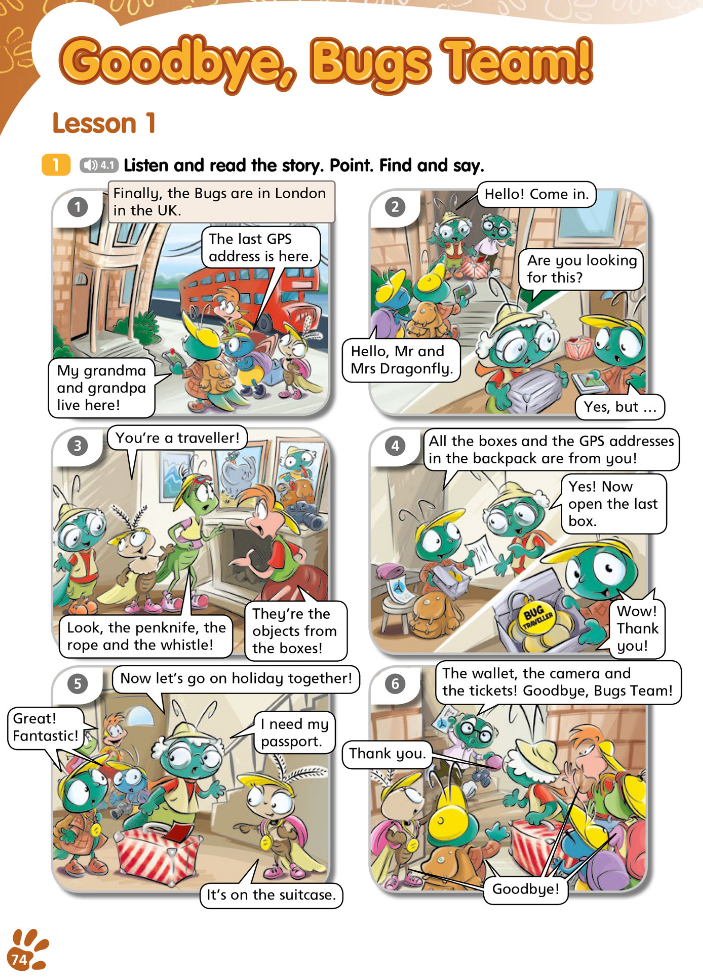 Goodbye, Bugs Team!
Lesson 1
1 4.1 Listen and read the story. Point. Find and say.
1
Finally, the Bugs are in London
in the UK.
The last GPS
address is here.
My grandma
and grandpa
live here!
2
Hello! Come in.
Are you looking
for this?
Hello, Mr and
Mrs Dragonfly.
Yes, but ...
3
You're a traveller!
Look, the penknife, the
rope and the whistle!
They're the
objects from
the boxes!
4
All the boxes and the GPS addresses
in the backpack are from you!
Yes! Now
open the last
box.
BUG
TRAVELLER
Wow!
Thank
you!
5
Now let's go on holiday together!
Great!
Fantastic!
I need my
passport.
It's on the suitcase.
6
The wallet, the camera and
the tickets! Goodbye, Bugs Team!
Thank you.
Goodbye!
74